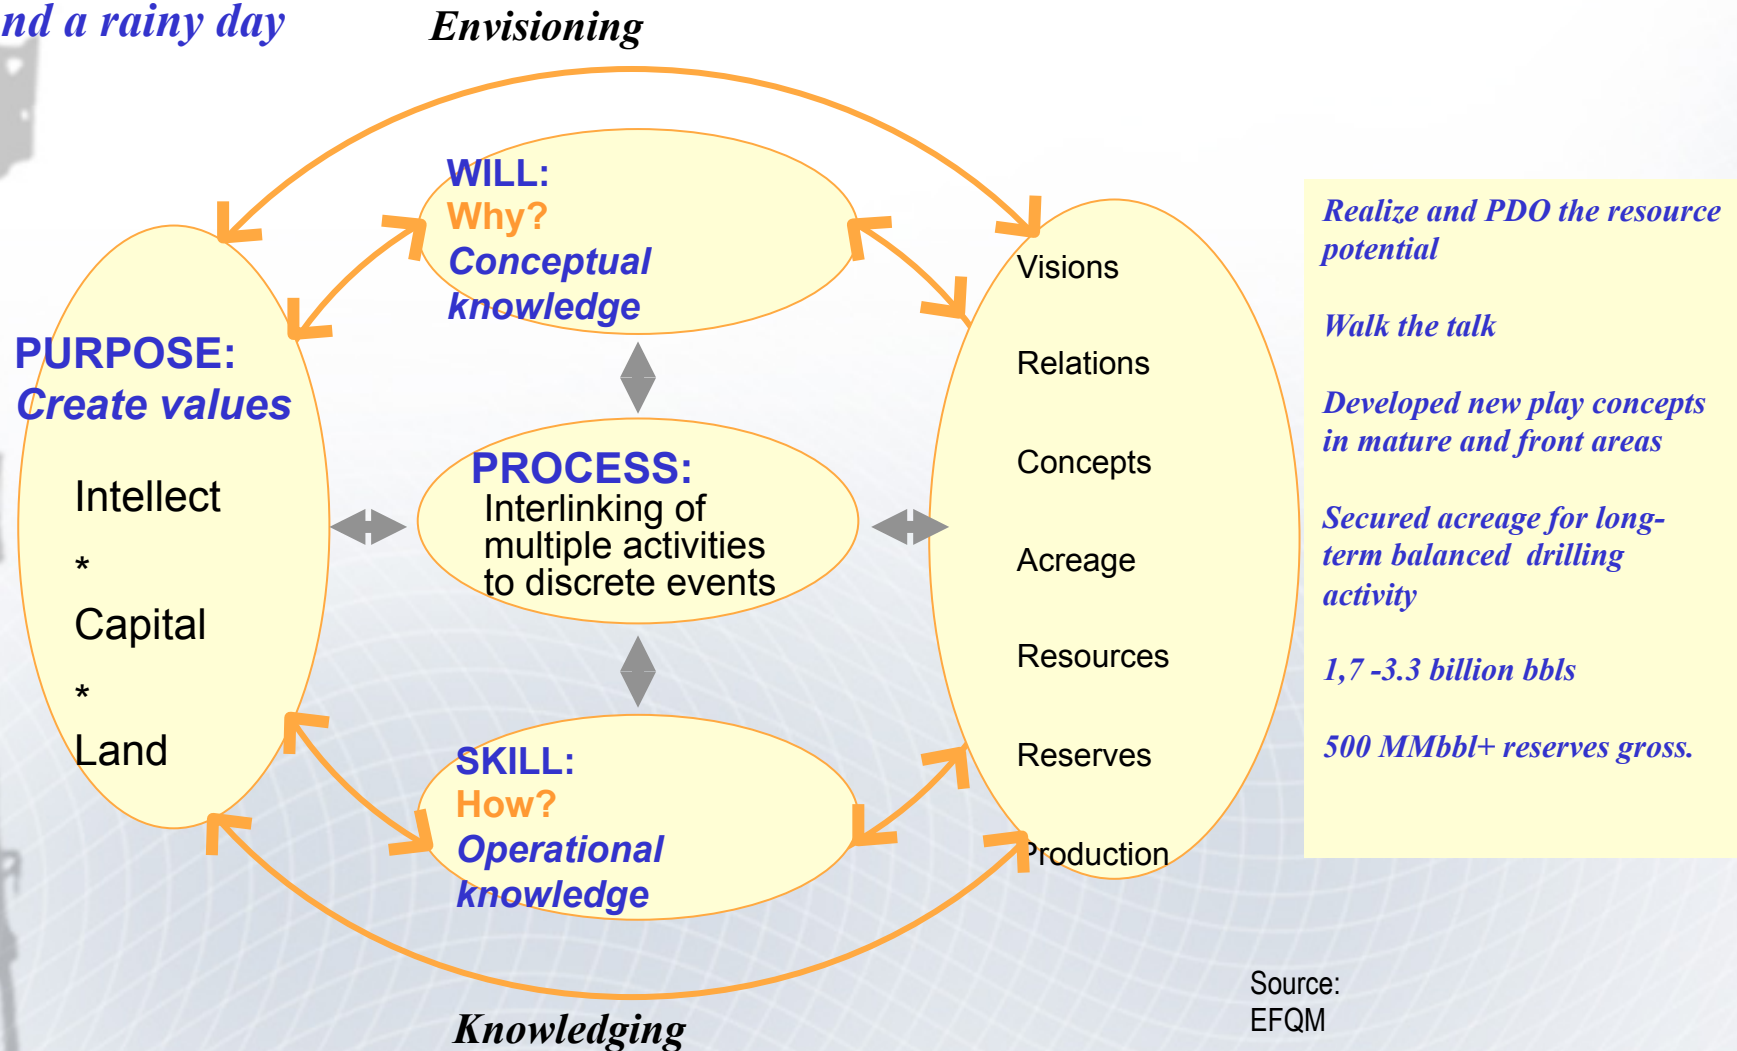 nd a rainy day
Envisioning
WILL:
Why?
Conceptual
knowledge
PURPOSE:
Create values
Intellect
*
Capital
*
Land
PROCESS:
Interlinking of
multiple activities
to discrete events
SKILL:
How?
Operational
knowledge
Visions
Relations
Concepts
Acreage
Resources
Reserves
Production
Realize and PDO the resource
potential
Walk the talk
Developed new play concepts
in mature and front areas
Secured acreage for long-
term balanced drilling
activity
1,7 -3.3 billion bbls
500 MMbbl+ reserves gross.
Knowledging
Source:
EFQM